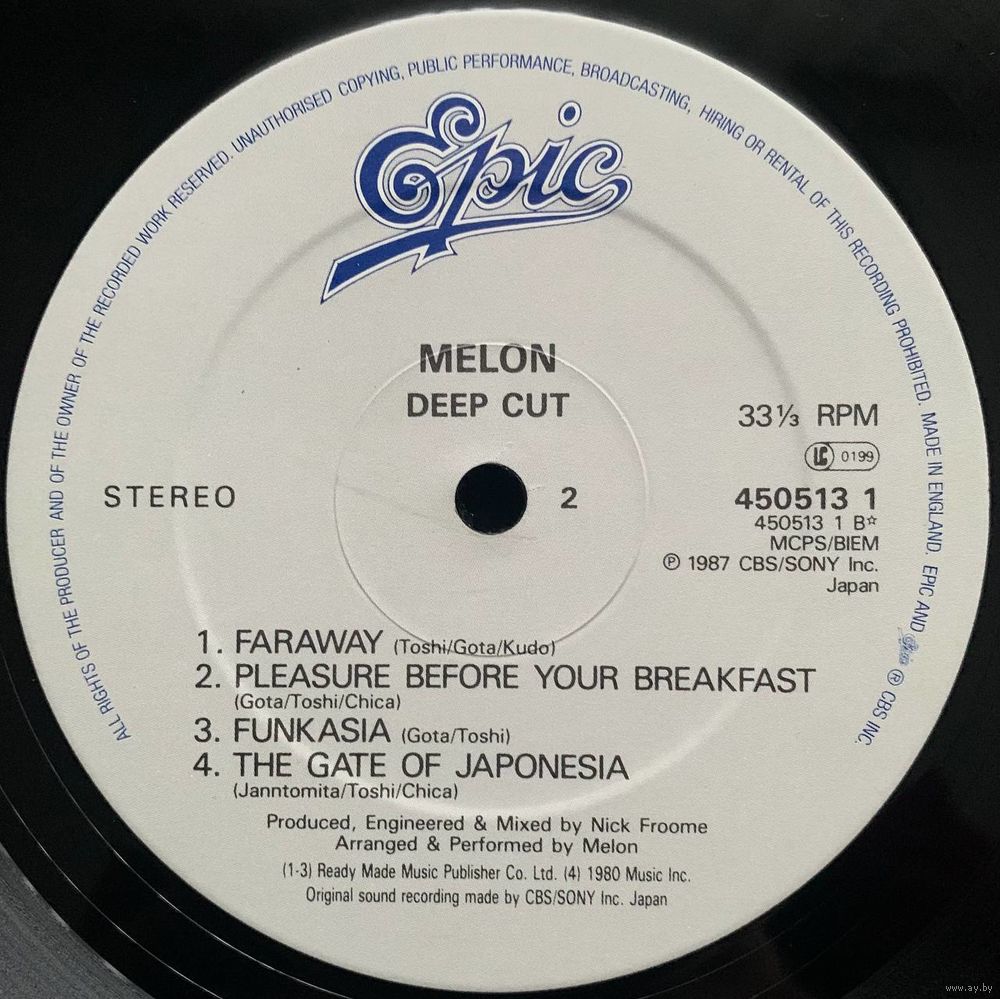 ALL RIGHTS OF THE PRODUCER AND OF THE OWNER OF THE RECORDED WORK RESERVED. UNAUTHORISED COPYING, PUBLIC PERFORMANCE, BROADCASTING, HIRING OR RENTAL OF THIS RECORDING PROHIBITED. MADE IN ENGLAND. EPIC AND Epic ® CBS INC.
Epic
MELON
DEEP CUT
33⅓ RPM
LC 0199
STEREO
2
450513 1
450513 1 B☆
MCPS/BIEM
℗ 1987 CBS/SONY Inc.
Japan
1. FARAWAY (Toshi/Gota/Kudo)
2. PLEASURE BEFORE YOUR BREAKFAST
(Gota/Toshi/Chica)
3. FUNKASIA (Gota/Toshi)
4. THE GATE OF JAPONESIA
(Janntomita/Toshi/Chica)
Produced, Engineered & Mixed by Nick Froome
Arranged & Performed by Melon
(1-3) Ready Made Music Publisher Co. Ltd. (4) 1980 Music Inc.
Original sound recording made by CBS/SONY Inc. Japan
www.ay.by